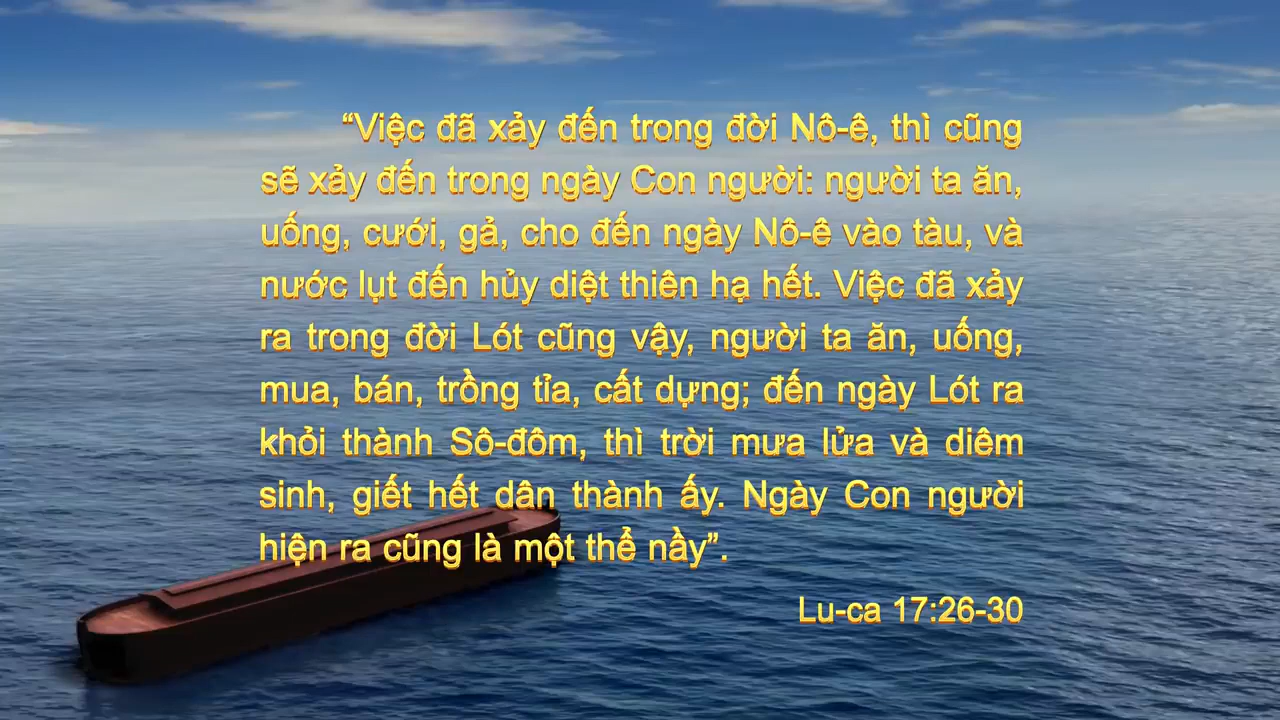 “Việc đã xảy đến trong đời Nô-ê, thì cũng
sẽ xảy đến trong ngày Con người: người ta ăn,
uống, cưới, gả, cho đến ngày Nô-ê vào tàu, và
nước lụt đến hủy diệt thiên hạ hết. Việc đã xảy
ra trong đời Lót cũng vậy, người ta ăn, uống,
mua, bán, trồng tỉa, cất dựng; đến ngày Lót ra
khỏi thành Sô-đôm, thì trời mưa lửa và diêm
sinh, giết hết dân thành ấy. Ngày Con người
hiện ra cũng là một thể nầy”.
Lu-ca 17:26-30